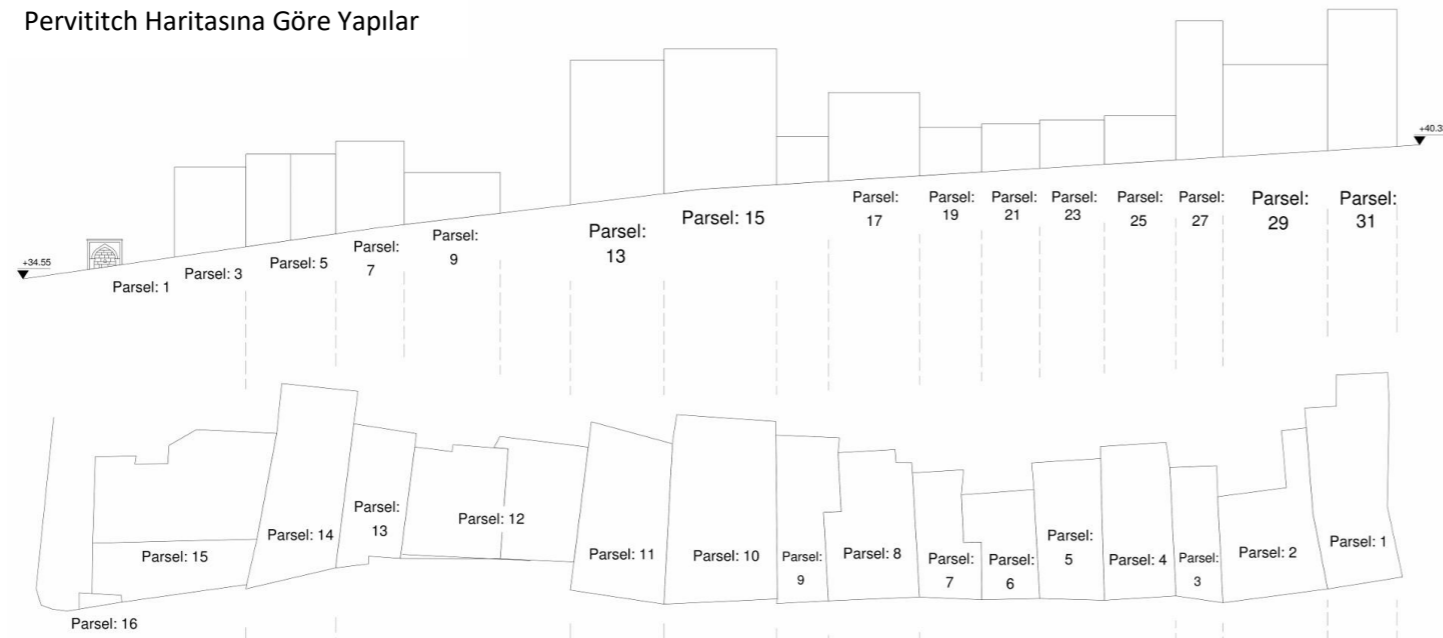 Pervititch Haritasına Göre Yapılar
+34.55
+40.3
Parsel: 1
Parsel: 3
Parsel: 5
Parsel:
7
Parsel:
9
Parsel:
13
Parsel: 15
Parsel:
17
Parsel:
19
Parsel:
21
Parsel:
23
Parsel:
25
Parsel:
27
Parsel:
29
Parsel:
31
Parsel: 16
Parsel: 15
Parsel: 14
Parsel:
13
Parsel: 12
Parsel: 11
Parsel: 10
Parsel:
9
Parsel: 8
Parsel:
7
Parsel:
6
Parsel:
5
Parsel: 4
Parsel:
3
Parsel: 2
Parsel: 1